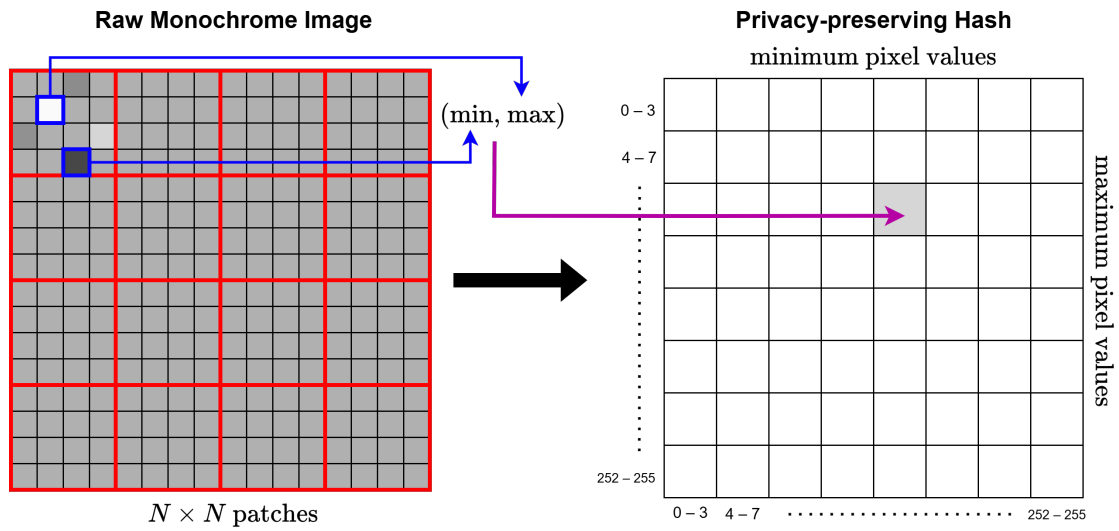 Raw Monochrome Image
Privacy-preserving Hash
minimum pixel values
(min, max)
0 – 3
4 – 7
252 – 255
maximum pixel values
0 – 3 4 – 7 252 – 255
N × N patches